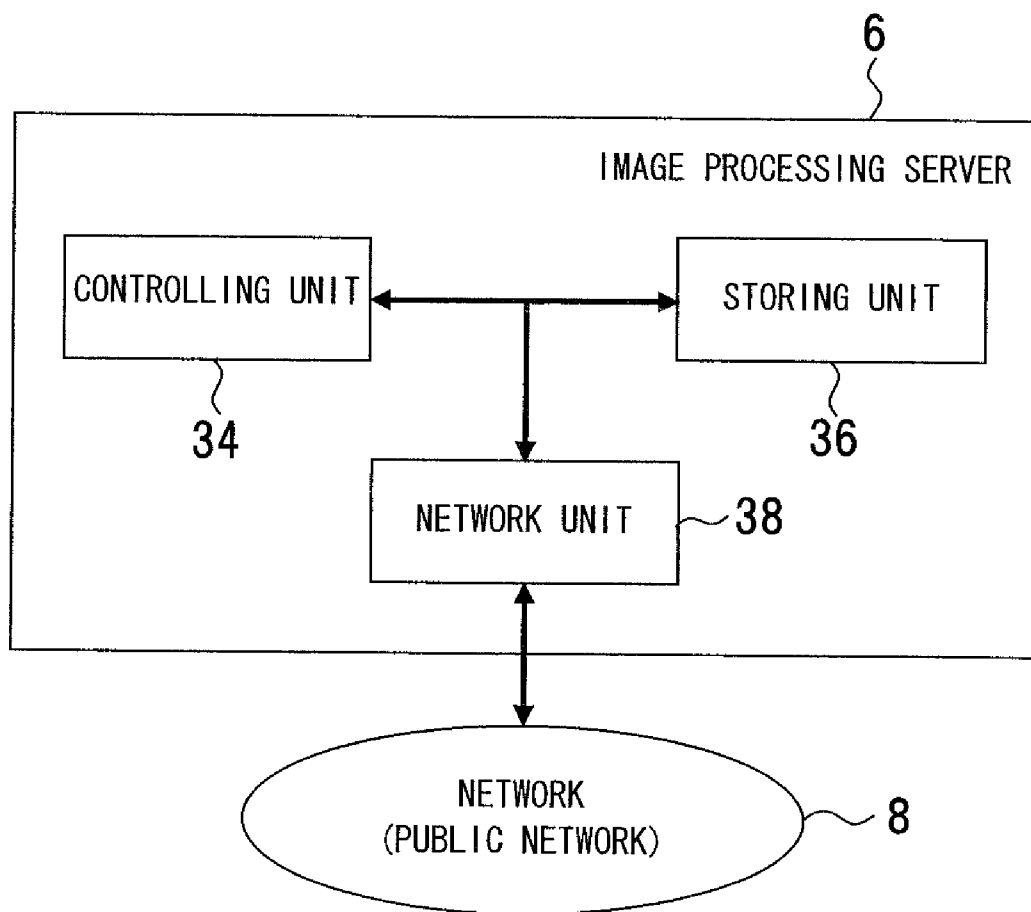 6
IMAGE PROCESSING SERVER
CONTROLLING UNIT
STORING UNIT
34
36
NETWORK UNIT
38
NETWORK
(PUBLIC NETWORK)
8